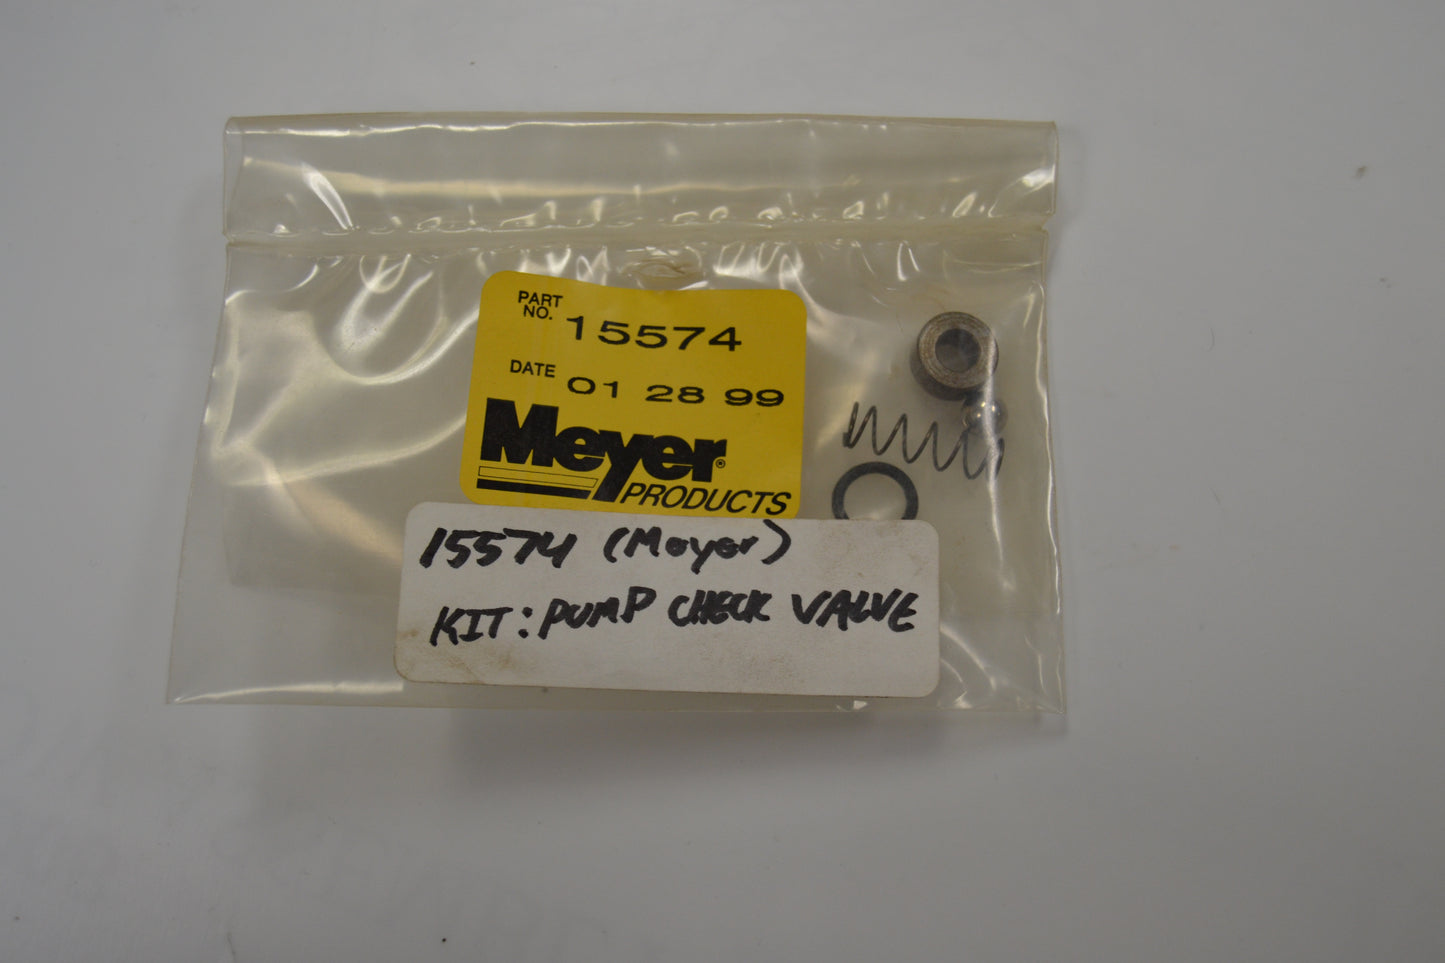 PART
NO. 15574
DATE 01 28 99
Meyer®
PRODUCTS
15574 (Meyer)
KIT: PUMP CHECK VALVE